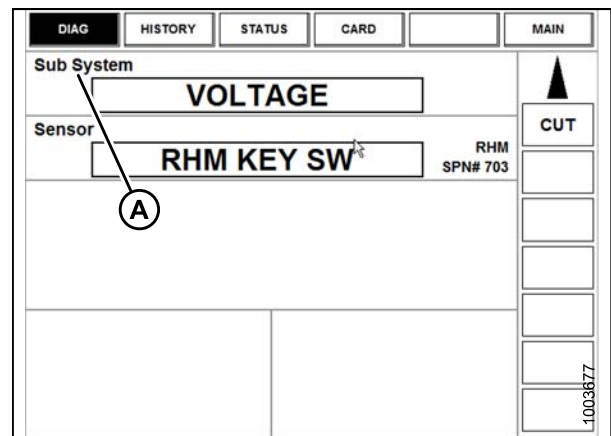 DIAG HISTORY STATUS CARD MAIN
Sub System
VOLTAGE
CUT
Sensor
RHM KEY SW
RHM
SPN# 703
A
1003677